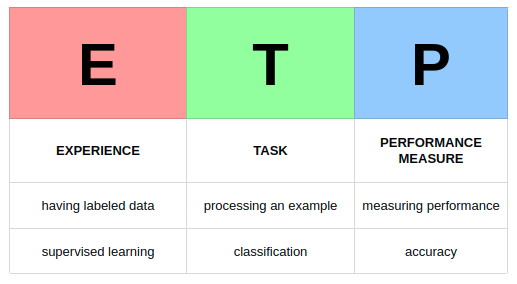 E T P
EXPERIENCE TASK PERFORMANCE MEASURE
having labeled data processing an example measuring performance
supervised learning classification accuracy